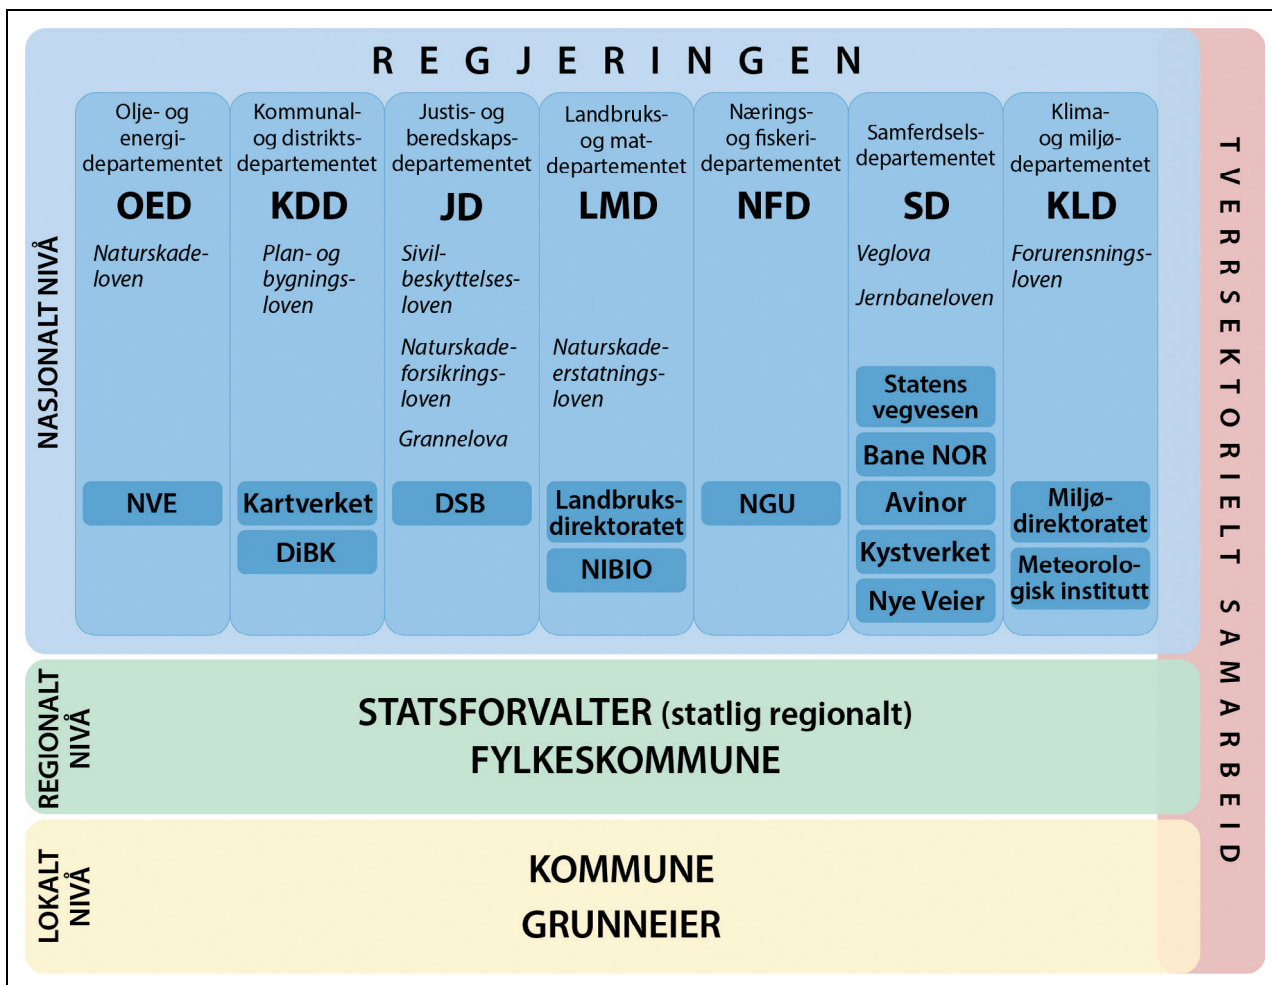 REGJERINGEN
NASJONALT NIVÅ
Olje- og
energi-
departementet
OED
Naturskade-
loven
NVE
Kommunal-
og distrikts-
departementet
KDD
Plan- og
bygnings-
loven
Kartverket
DiBK
Justis- og
beredskaps-
departementet
JD
Sivil-
beskyttelses-
loven
Naturskade-
forsikrings-
loven
Grannelova
DSB
Landbruks-
og mat-
departementet
LMD
Naturskade-
erstatnings-
loven
Landbruks-
direktoratet
NIBIO
Nærings-
og fiskeri-
departementet
NFD
NGU
Samferdsels-
departementet
SD
Veglova
Jernbaneloven
Statens
vegvesen
Bane NOR
Avinor
Kystverket
Nye Veier
Klima-
og miljø-
departementet
KLD
Forurensnings-
loven
Miljø-
direktoratet
Meteorolo-
gisk institutt
REGIONALT
NIVÅ
STATSFORVALTER (statlig regionalt)
FYLKESKOMMUNE
LOKALT
NIVÅ
KOMMUNE
GRUNNEIER
TVERRSEKTORIELT SAMARBEID